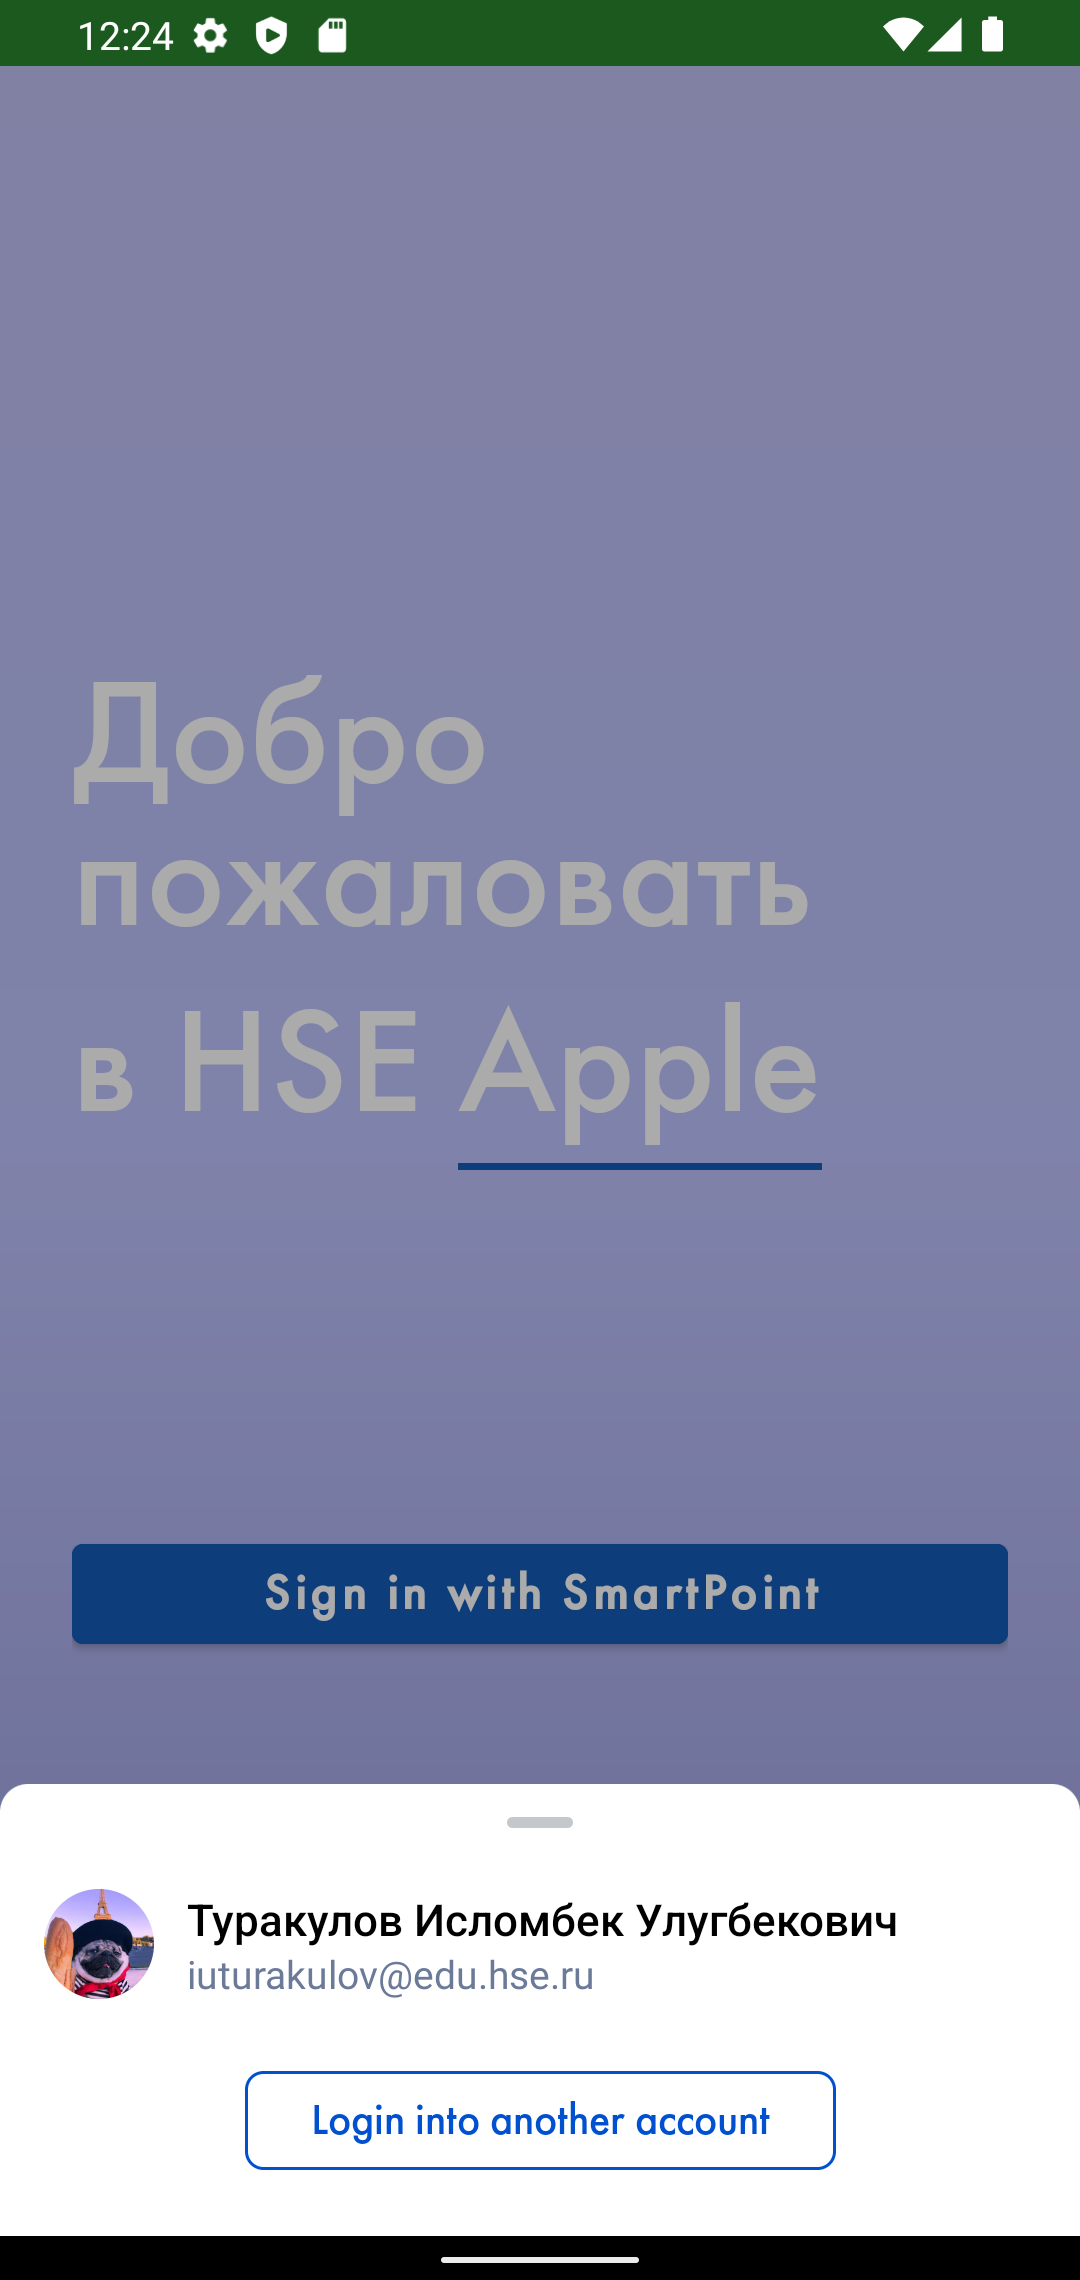 12:24
Добро
пожаловать
в HSE Apple
Sign in with SmartPoint
Туракулов Исломбек Улугбекович
iuturakulov@edu.hse.ru
Login into another account